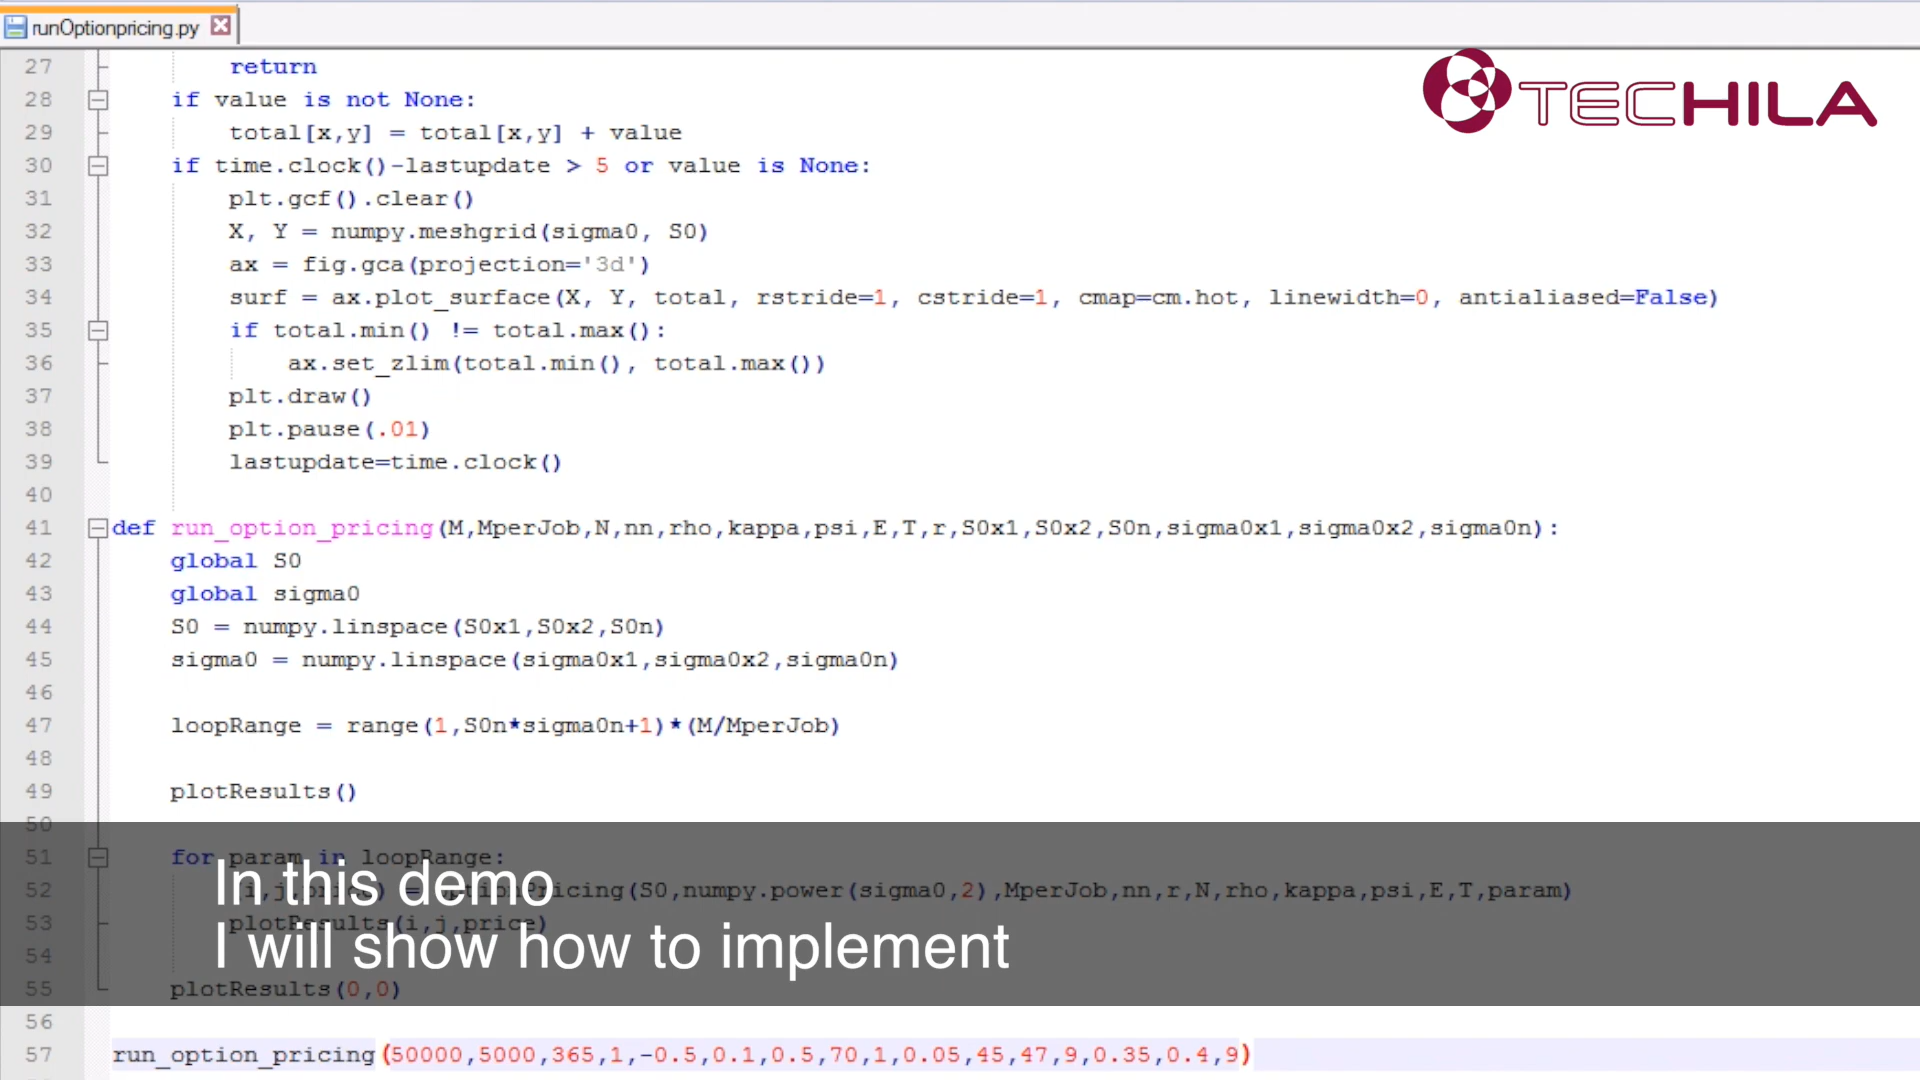 runOptionpricing.py
TECHILA
27 return
28 if value is not None:
29 total[x,y] = total[x,y] + value
30 if time.clock()-lastupdate > 5 or value is None:
31 plt.gcf().clear()
32 X, Y = numpy.meshgrid(sigma0, S0)
33 ax = fig.gca(projection='3d')
34 surf = ax.plot_surface(X, Y, total, rstride=1, cstride=1, cmap=cm.hot, linewidth=0, antialiased=False)
35 if total.min() != total.max():
36 ax.set_zlim(total.min(), total.max())
37 plt.draw()
38 plt.pause(.01)
39 lastupdate=time.clock()
40
41 def run_option_pricing(M,MperJob,N,nn,rho,kappa,psi,E,T,r,S0x1,S0x2,S0n,sigma0x1,sigma0x2,sigma0n):
42 global S0
43 global sigma0
44 S0 = numpy.linspace(S0x1,S0x2,S0n)
45 sigma0 = numpy.linspace(sigma0x1,sigma0x2,sigma0n)
46
47 loopRange = range(1,S0n*sigma0n+1)*(M/MperJob)
48
49 plotResults()
50
51 for param in loopRange:
52 (i,j,price) = optionPricing(S0,numpy.power(sigma0,2),MperJob,nn,r,N,rho,kappa,psi,E,T,param)
53 plotResults(i,j,price)
54
55 plotResults(0,0)
56
57 run_option_pricing(50000,5000,365,1,-0.5,0.1,0.5,70,1,0.05,45,47,9,0.35,0.4,9)
In this demo
I will show how to implement